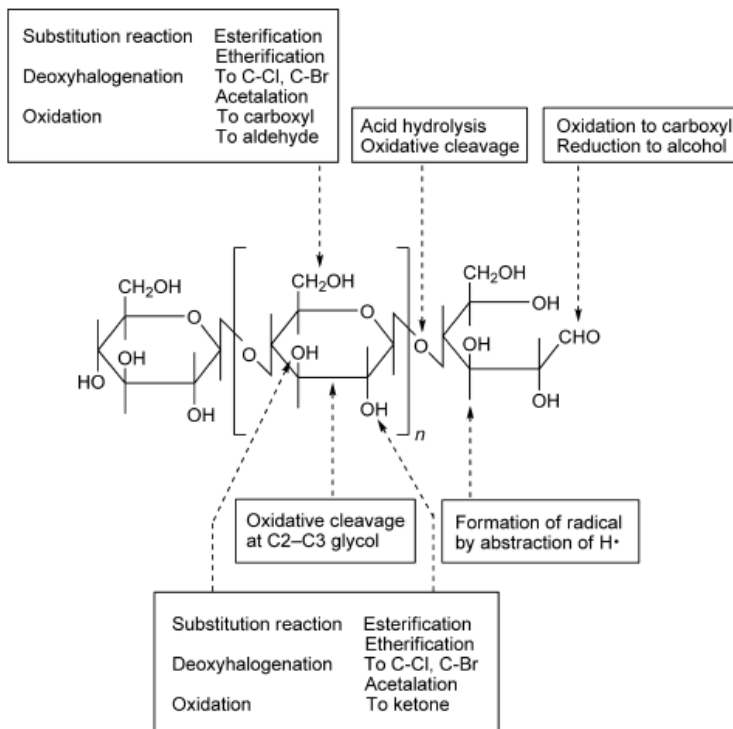 Substitution reaction Esterification
Etherification
Deoxyhalogenation To C-Cl, C-Br
Acetalation
Oxidation To carboxyl
To aldehyde
Acid hydrolysis
Oxidative cleavage
Oxidation to carboxyl
Reduction to alcohol
CH₂OH
O
OH
HO
OH
O
CH₂OH
O
OH
OH
n
O
CH₂OH
OH
OH
CHO
OH
Oxidative cleavage
at C2–C3 glycol
Formation of radical
by abstraction of H·
Substitution reaction Esterification
Etherification
Deoxyhalogenation To C-Cl, C-Br
Acetalation
Oxidation To ketone